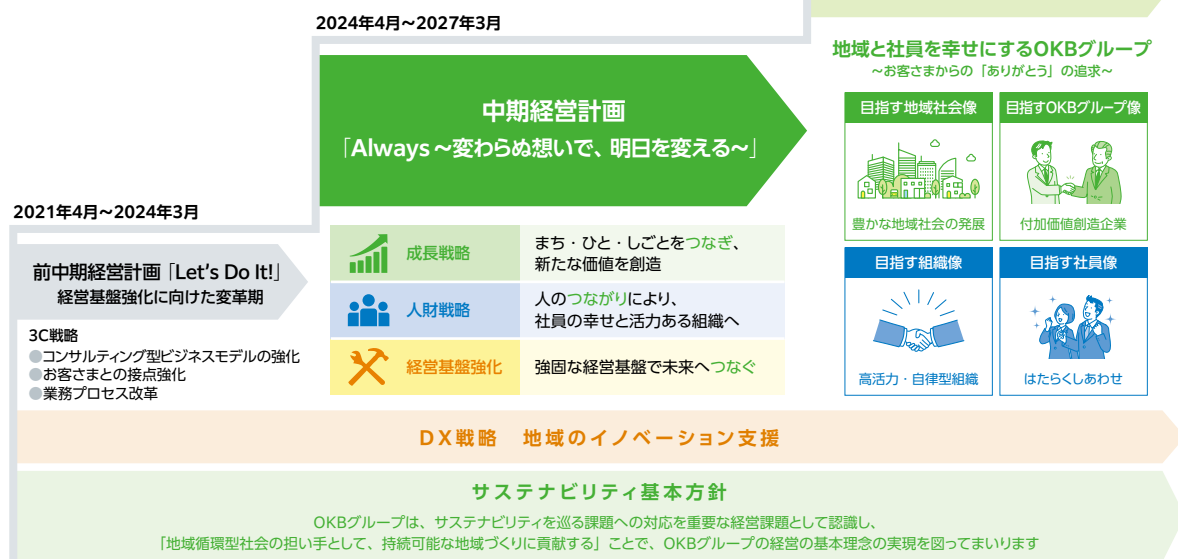 2021年4月～2024年3月
前中期経営計画「Let's Do It!」
経営基盤強化に向けた変革期
3C戦略
●コンサルティング型ビジネスモデルの強化
●お客さまとの接点強化
●業務プロセス改革
2024年4月～2027年3月
中期経営計画
「Always ～変わらぬ想いで、明日を変える～」
成長戦略
まち・ひと・しごとをつなぎ、
新たな価値を創造
人財戦略
人のつながりにより、
社員の幸せと活力ある組織へ
経営基盤強化
強固な経営基盤で未来へつなぐ
地域と社員を幸せにするOKBグループ
～お客さまからの「ありがとう」の追求～
目指す地域社会像
豊かな地域社会の発展
目指すOKBグループ像
付加価値創造企業
目指す組織像
高活力・自律型組織
目指す社員像
はたらくしあわせ
DX戦略　地域のイノベーション支援
サステナビリティ基本方針
OKBグループは、サステナビリティを巡る課題への対応を重要な経営課題として認識し、
「地域循環型社会の担い手として、持続可能な地域づくりに貢献する」ことで、OKBグループの経営の基本理念の実現を図ってまいります